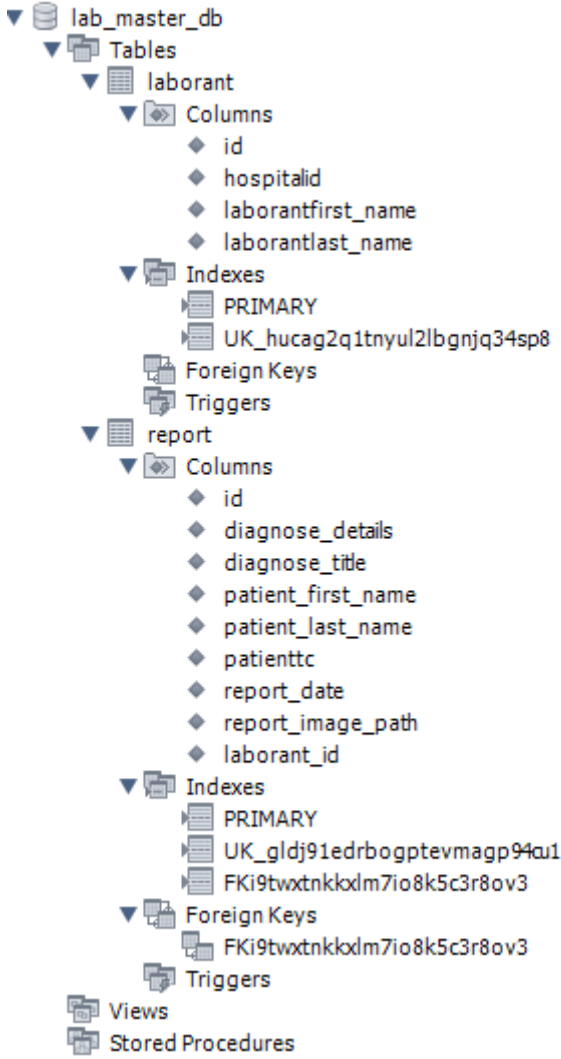 lab_master_db
Tables
laborant
Columns
id
hospitalid
laborantfirst_name
laborantlast_name
Indexes
PRIMARY
UK_hucag2q1tnyul2lbgnjq34sp8
Foreign Keys
Triggers
report
Columns
id
diagnose_details
diagnose_title
patient_first_name
patient_last_name
patienttc
report_date
report_image_path
laborant_id
Indexes
PRIMARY
UK_gldj91edrbogptevmagp94cu1
FKi9twxtnkkxlm7io8k5c3r8ov3
Foreign Keys
FKi9twxtnkkxlm7io8k5c3r8ov3
Triggers
Views
Stored Procedures